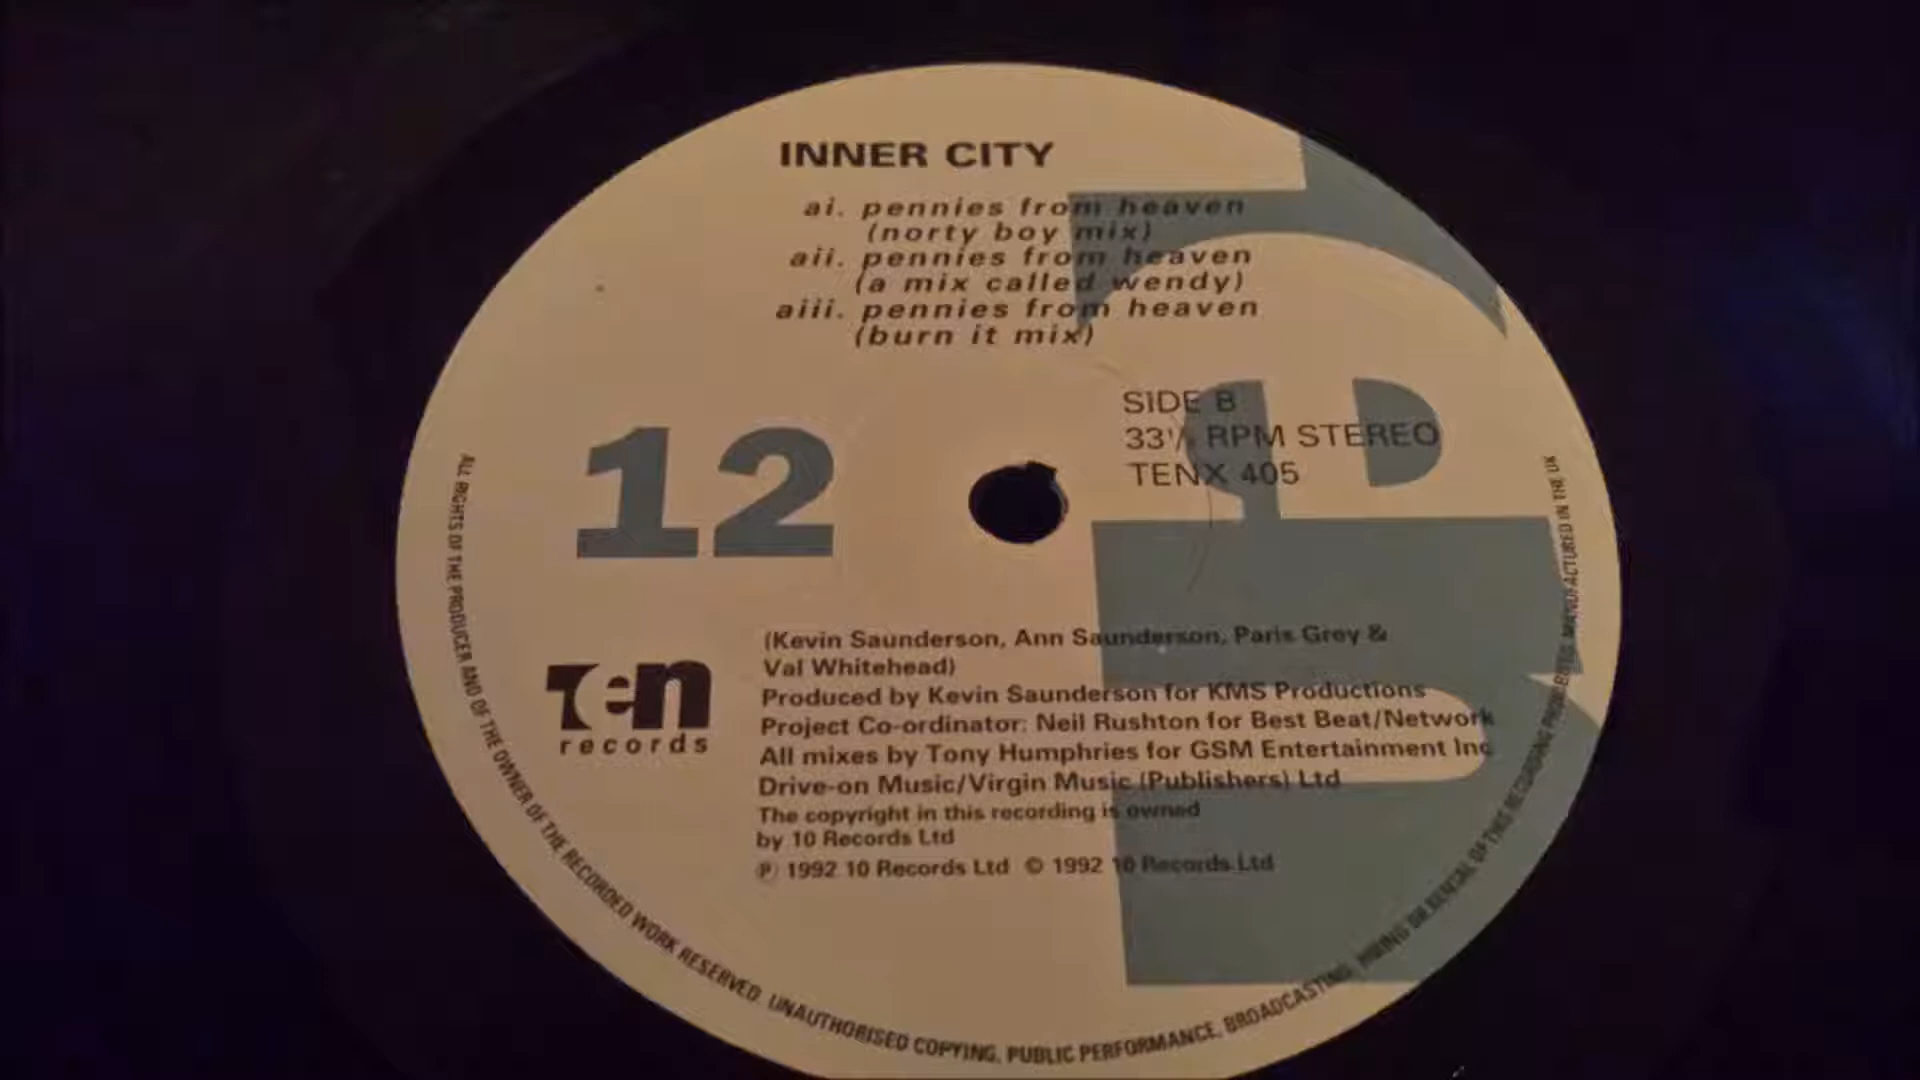 INNER CITY
ai. pennies from heaven
(norty boy mix)
aii. pennies from heaven
(a mix called wendy)
aiii. pennies from heaven
(burn it mix)
SIDE B
33⅓ RPM STEREO
TENX 405
12
Ten
records
(Kevin Saunderson, Ann Saunderson, Paris Grey &
Val Whitehead)
Produced by Kevin Saunderson for KMS Productions
Project Co-ordinator: Neil Rushton for Best Beat/Network
All mixes by Tony Humphries for GSM Entertainment Inc
Drive-on Music/Virgin Music (Publishers) Ltd
The copyright in this recording is owned
by 10 Records Ltd
℗ 1992 10 Records Ltd © 1992 10 Records Ltd
ALL RIGHTS OF THE PRODUCER AND OF THE OWNER OF THE RECORDED WORK RESERVED. UNAUTHORISED COPYING, PUBLIC PERFORMANCE, BROADCASTING, HIRING OR RENTAL OF THIS RECORDING PROHIBITED. MANUFACTURED IN THE UK